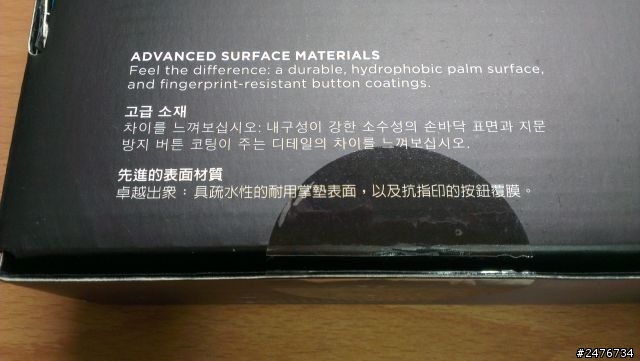 ADVANCED SURFACE MATERIALS
Feel the difference: a durable, hydrophobic palm surface,
and fingerprint-resistant button coatings.
고급 소재
차이를 느껴보십시오: 내구성이 강한 소수성의 손바닥 표면과 지문
방지 버튼 코팅이 주는 디테일의 차이를 느껴보십시오.
先進的表面材質
卓越出眾：具疏水性的耐用掌墊表面，以及抗指印的按鈕覆膜。
#2476734